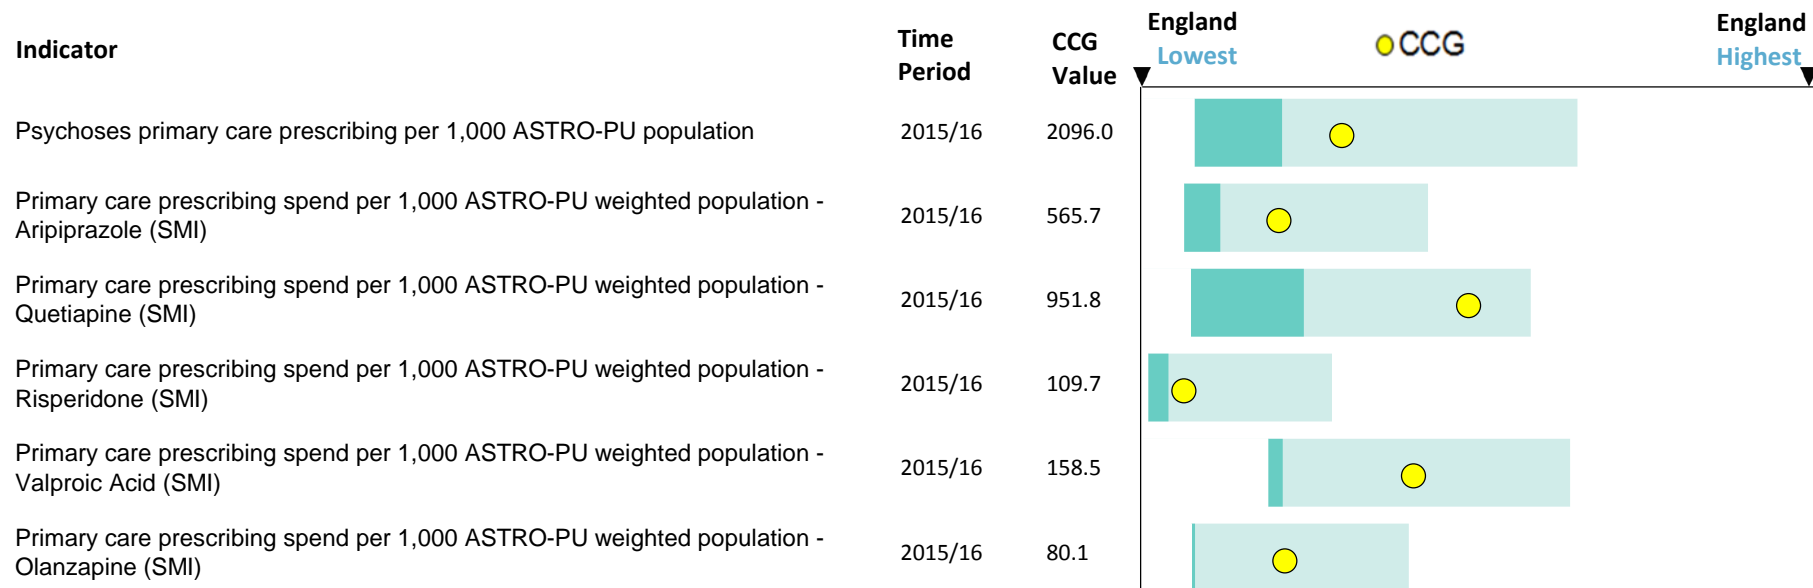 Indicator
Time Period
CCG Value
England Lowest
CCG
England Highest
Psychoses primary care prescribing per 1,000 ASTRO-PU population 2015/16 2096.0
Primary care prescribing spend per 1,000 ASTRO-PU weighted population -
Aripiprazole (SMI) 2015/16 565.7
Primary care prescribing spend per 1,000 ASTRO-PU weighted population -
Quetiapine (SMI) 2015/16 951.8
Primary care prescribing spend per 1,000 ASTRO-PU weighted population -
Risperidone (SMI) 2015/16 109.7
Primary care prescribing spend per 1,000 ASTRO-PU weighted population -
Valproic Acid (SMI) 2015/16 158.5
Primary care prescribing spend per 1,000 ASTRO-PU weighted population -
Olanzapine (SMI) 2015/16 80.1